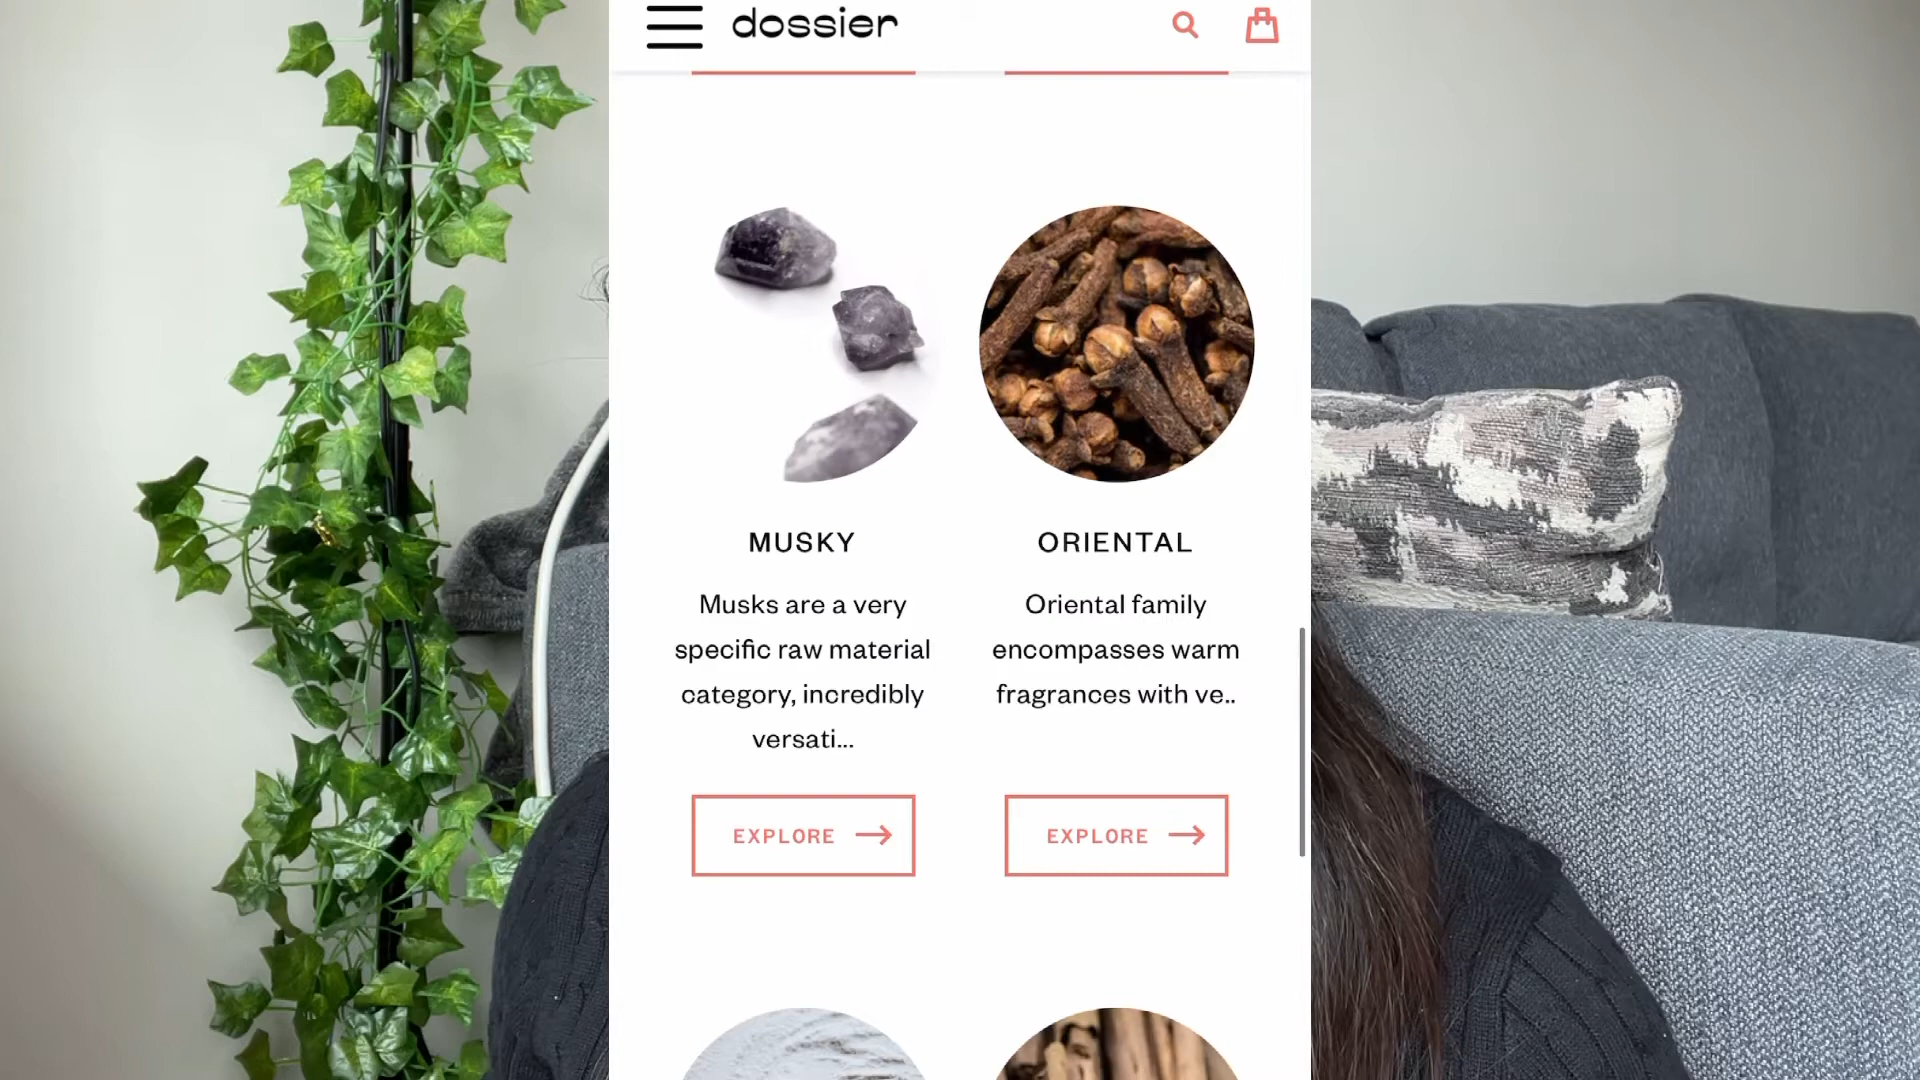 dossier
MUSKY
Musks are a very
specific raw material
category, incredibly
versati...
EXPLORE
ORIENTAL
Oriental family
encompasses warm
fragrances with ve..
EXPLORE